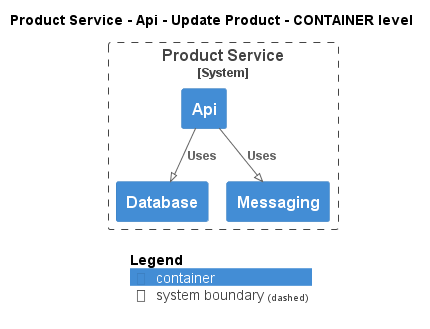 Product Service - Api - Update Product - CONTAINER level
Product Service
[System]
Api
Uses
Uses
Database
Messaging
Legend
container
system boundary (dashed)